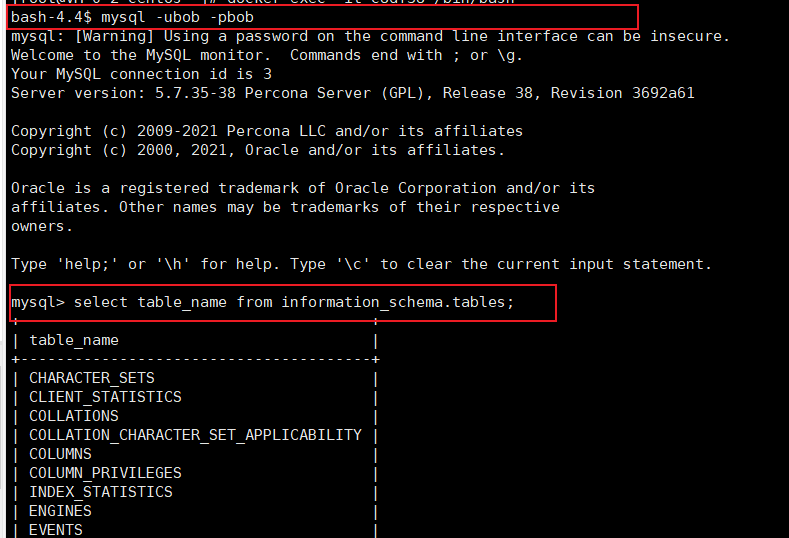 bash-4.4$ mysql -ubob -pbob
mysql: [Warning] Using a password on the command line interface can be insecure.
Welcome to the MySQL monitor.  Commands end with ; or \g.
Your MySQL connection id is 3
Server version: 5.7.35-38 Percona Server (GPL), Release 38, Revision 3692a61

Copyright (c) 2009-2021 Percona LLC and/or its affiliates
Copyright (c) 2000, 2021, Oracle and/or its affiliates.

Oracle is a registered trademark of Oracle Corporation and/or its
affiliates. Other names may be trademarks of their respective
owners.

Type 'help;' or '\h' for help. Type '\c' to clear the current input statement.

mysql> select table_name from information_schema.tables;
| table_name                              |
+-----------------------------------------+
| CHARACTER_SETS                          |
| CLIENT_STATISTICS                       |
| COLLATIONS                              |
| COLLATION_CHARACTER_SET_APPLICABILITY |
| COLUMNS                                 |
| COLUMN_PRIVILEGES                       |
| INDEX_STATISTICS                        |
| ENGINES                                 |
| EVENTS                                  |